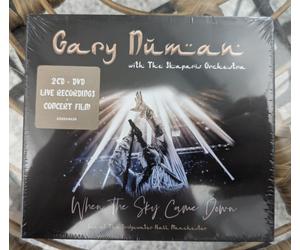 Gary Numan
with The Skaparis Orchestra
2CD + DVD
LIVE RECORDINGS
&
CONCERT FILM
When the Sky Came Down
Live at The Bridgewater Hall, Manchester